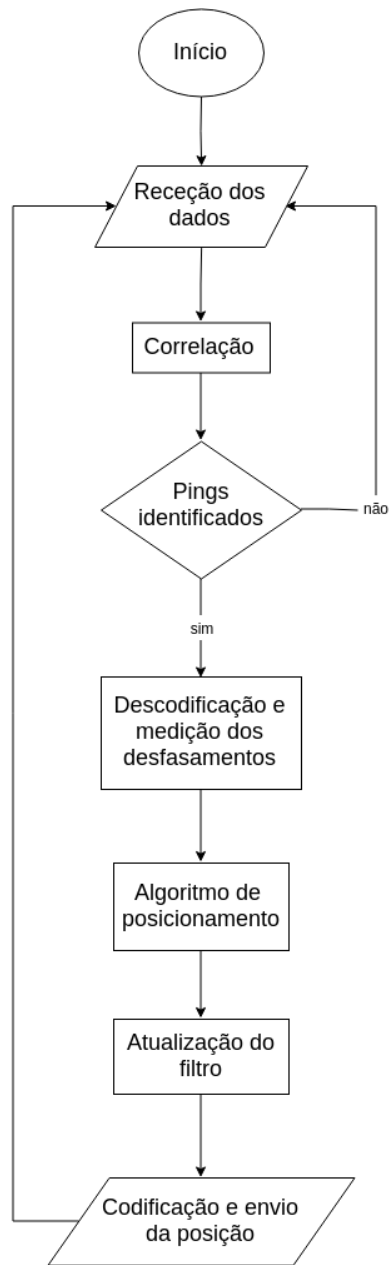 Início
Receção dos
dados
Correlação
Pings
identificados
não
sim
Descodificação e
medição dos
desfasamentos
Algoritmo de
posicionamento
Atualização do
filtro
Codificação e envio
da posição